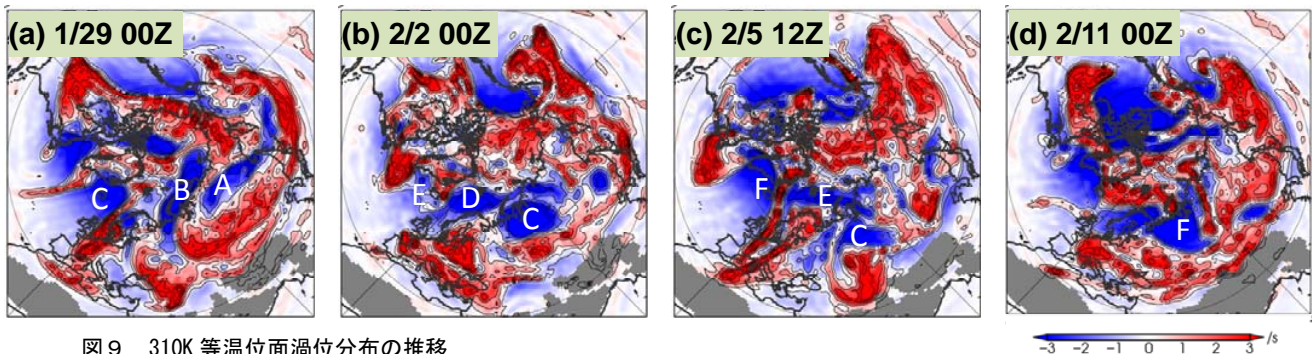 (a) 1/29 00Z
(b) 2/2 00Z
(c) 2/5 12Z
(d) 2/11 00Z
C B A
E D C
F E C
F
-3 -2 -1 0 1 2 3 /s
図9 310K 等温位面渦位分布の推移